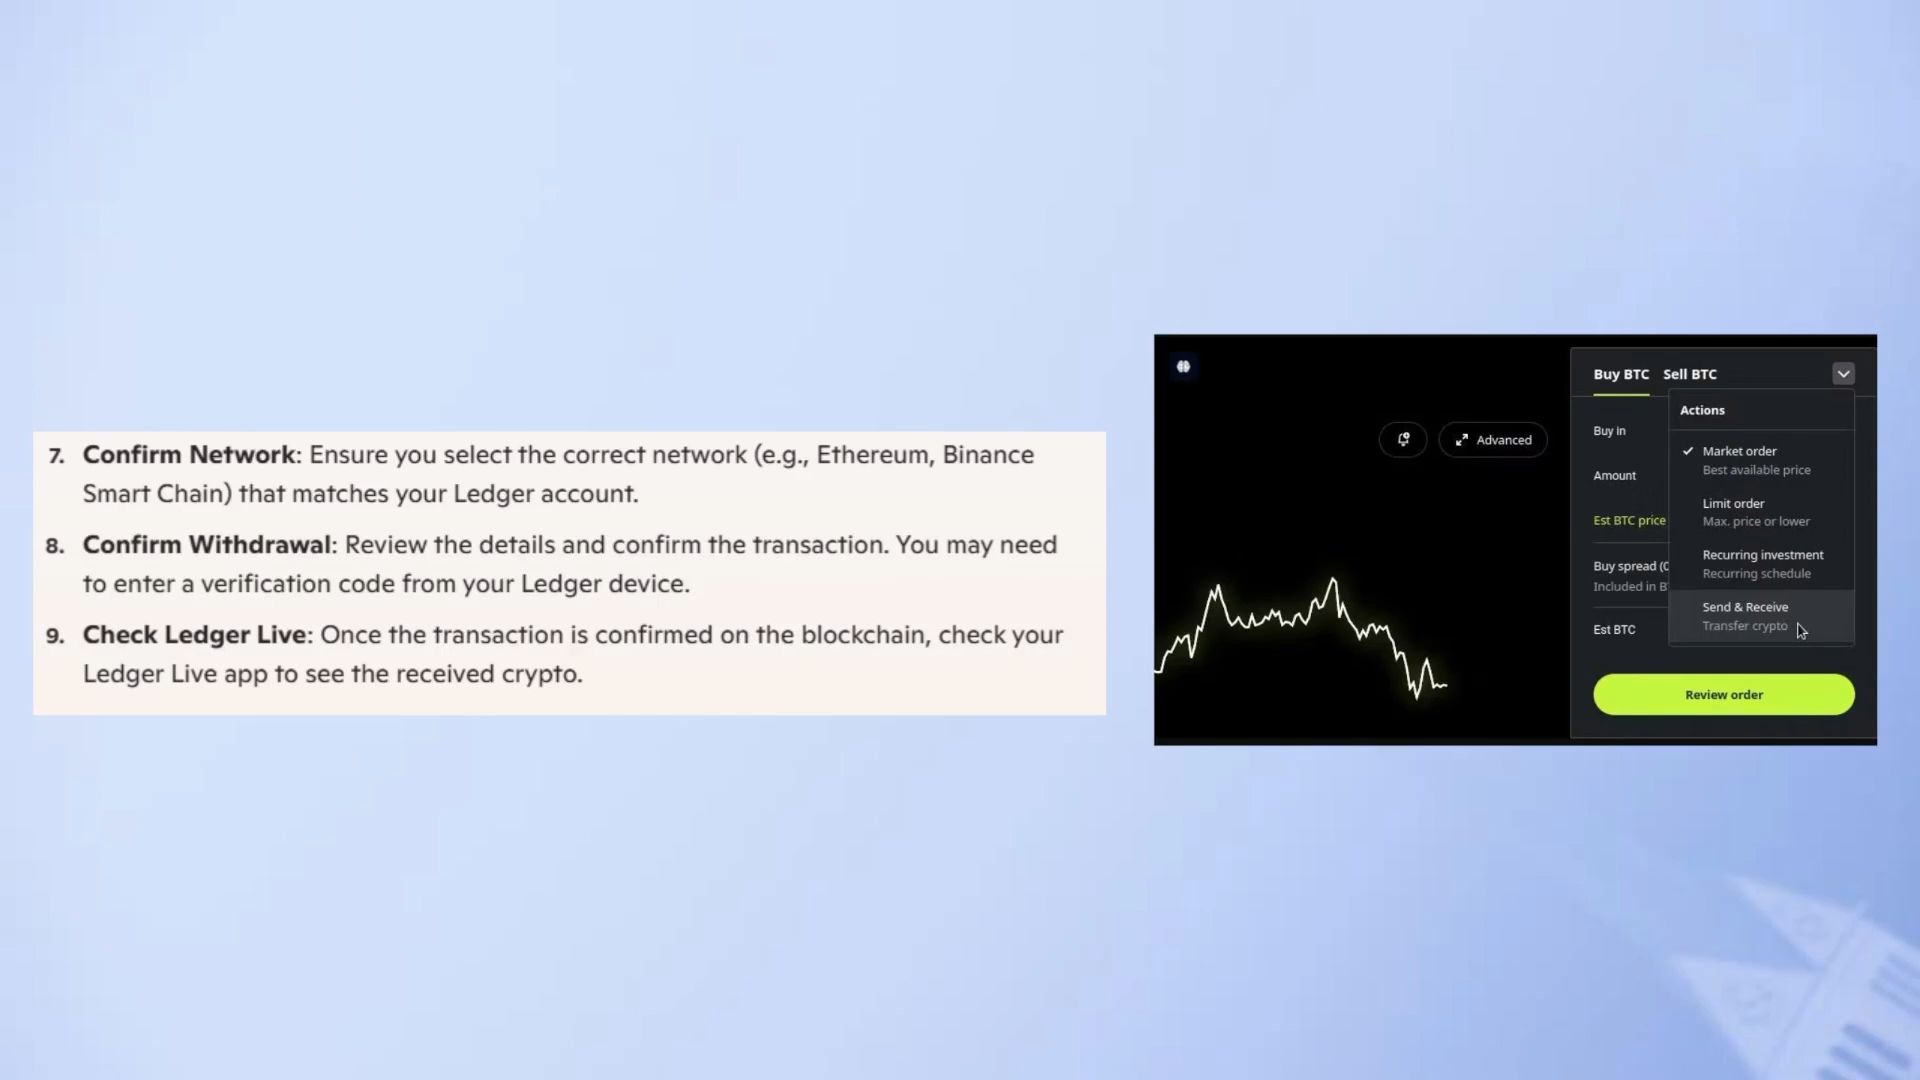 7. Confirm Network: Ensure you select the correct network (e.g., Ethereum, Binance
Smart Chain) that matches your Ledger account.
8. Confirm Withdrawal: Review the details and confirm the transaction. You may need
to enter a verification code from your Ledger device.
9. Check Ledger Live: Once the transaction is confirmed on the blockchain, check your
Ledger Live app to see the received crypto.
Buy BTC Sell BTC
Actions
Buy in
Advanced
Market order
Best available price
Amount
Limit order
Max. price or lower
Est BTC price
Recurring investment
Recurring schedule
Buy spread (0
Included in B
Send & Receive
Transfer crypto
Est BTC
Review order